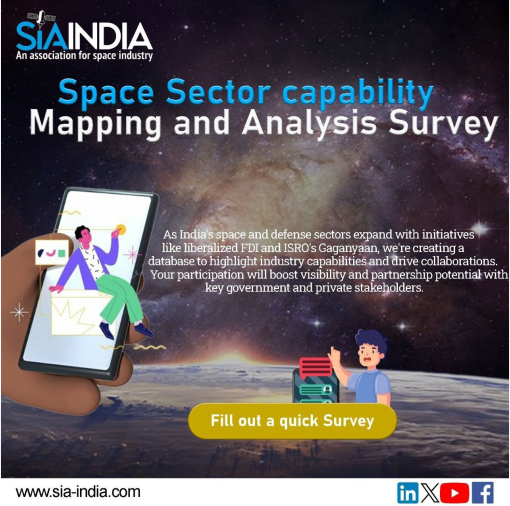 SiAINDIA
An association for space industry
Space Sector capability
Mapping and Analysis Survey
As India's space and defense sectors expand with initiatives
like liberalized FDI and ISRO's Gaganyaan, we're creating a
database to highlight industry capabilities and drive collaborations.
Your participation will boost visibility and partnership potential with
key government and private stakeholders.
Fill out a quick Survey
www.sia-india.com